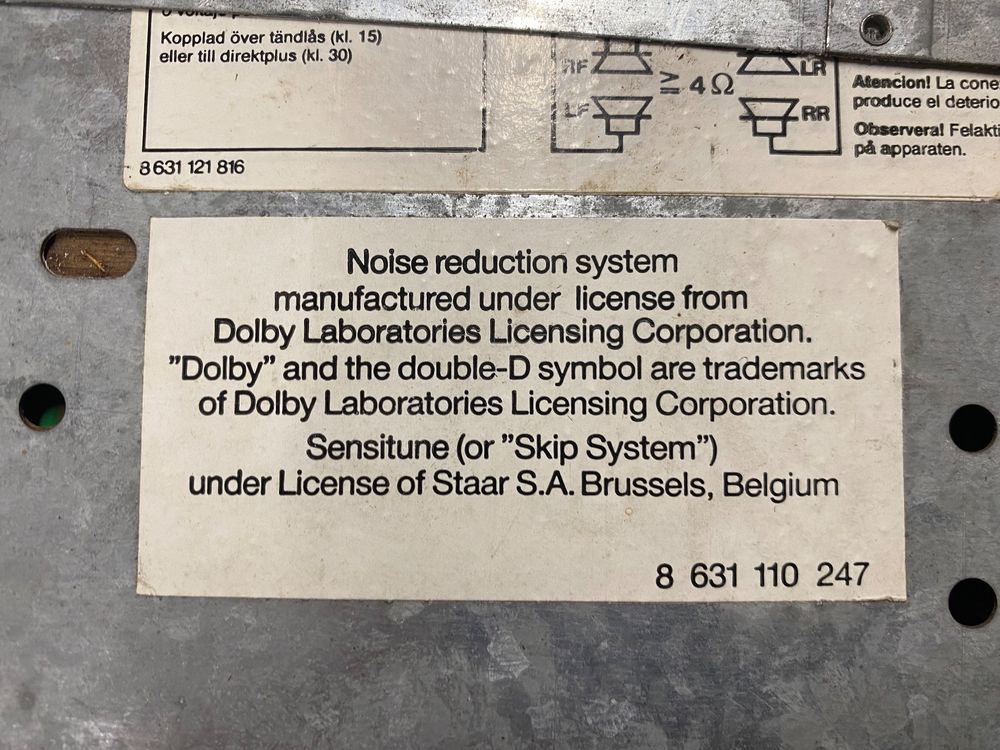 Kopplad över tändlås (kl. 15)
eller till direktplus (kl. 30)
8 631 121 816
RF
LR
≧ 4 Ω
LF
RR
Atencion! La cone
produce el deterio
Observera! Felakti
på apparaten.
Noise reduction system
manufactured under license from
Dolby Laboratories Licensing Corporation.
”Dolby” and the double-D symbol are trademarks
of Dolby Laboratories Licensing Corporation.
Sensitune (or ”Skip System”)
under License of Staar S.A. Brussels, Belgium
8 631 110 247